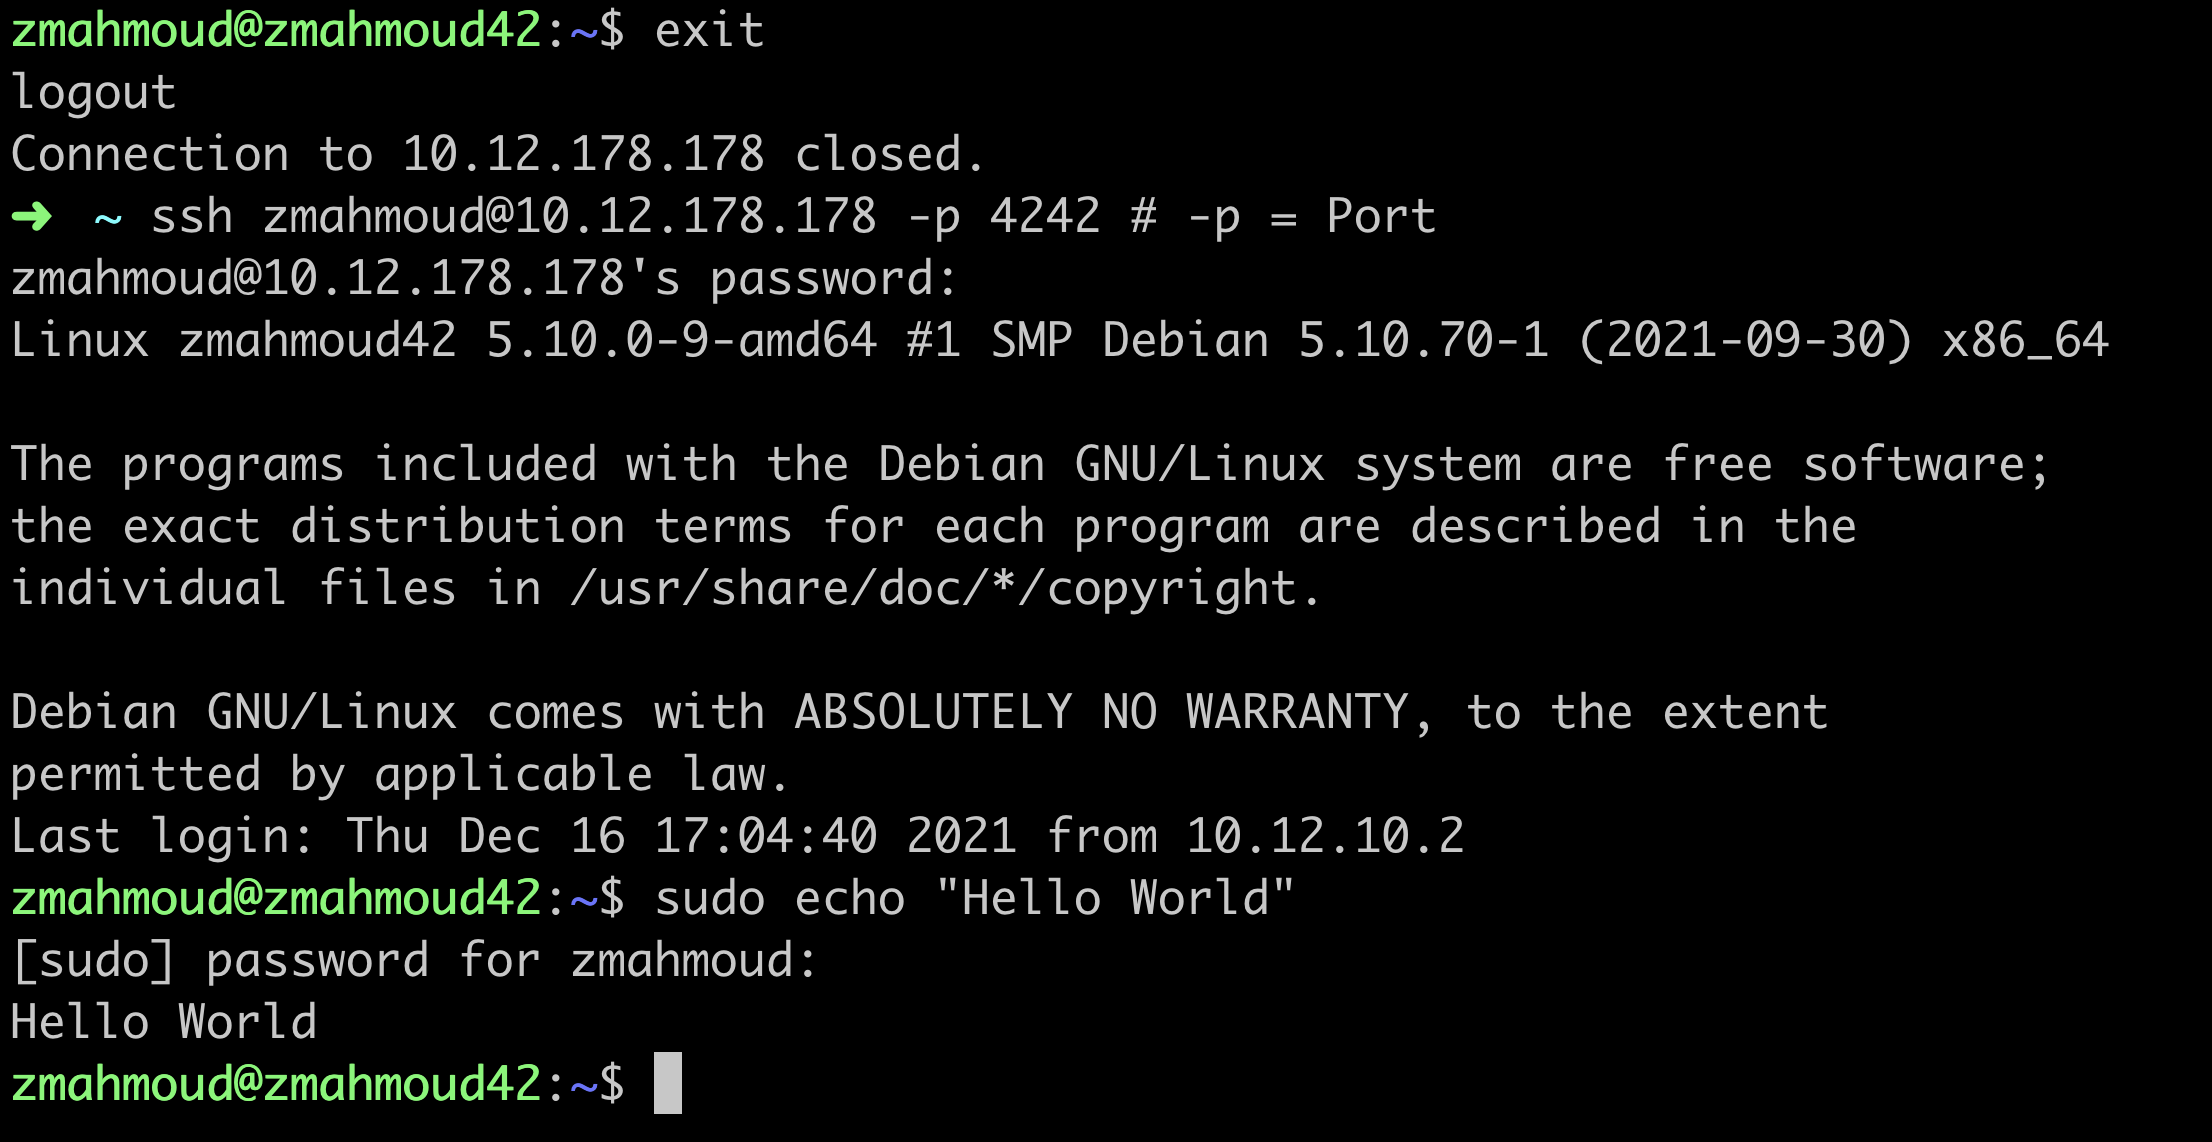 zmahmoud@zmahmoud42:~$ exit
logout
Connection to 10.12.178.178 closed.
➜  ~ ssh zmahmoud@10.12.178.178 -p 4242 # -p = Port
zmahmoud@10.12.178.178's password:
Linux zmahmoud42 5.10.0-9-amd64 #1 SMP Debian 5.10.70-1 (2021-09-30) x86_64

The programs included with the Debian GNU/Linux system are free software;
the exact distribution terms for each program are described in the
individual files in /usr/share/doc/*/copyright.

Debian GNU/Linux comes with ABSOLUTELY NO WARRANTY, to the extent
permitted by applicable law.
Last login: Thu Dec 16 17:04:40 2021 from 10.12.10.2
zmahmoud@zmahmoud42:~$ sudo echo "Hello World"
[sudo] password for zmahmoud:
Hello World
zmahmoud@zmahmoud42:~$